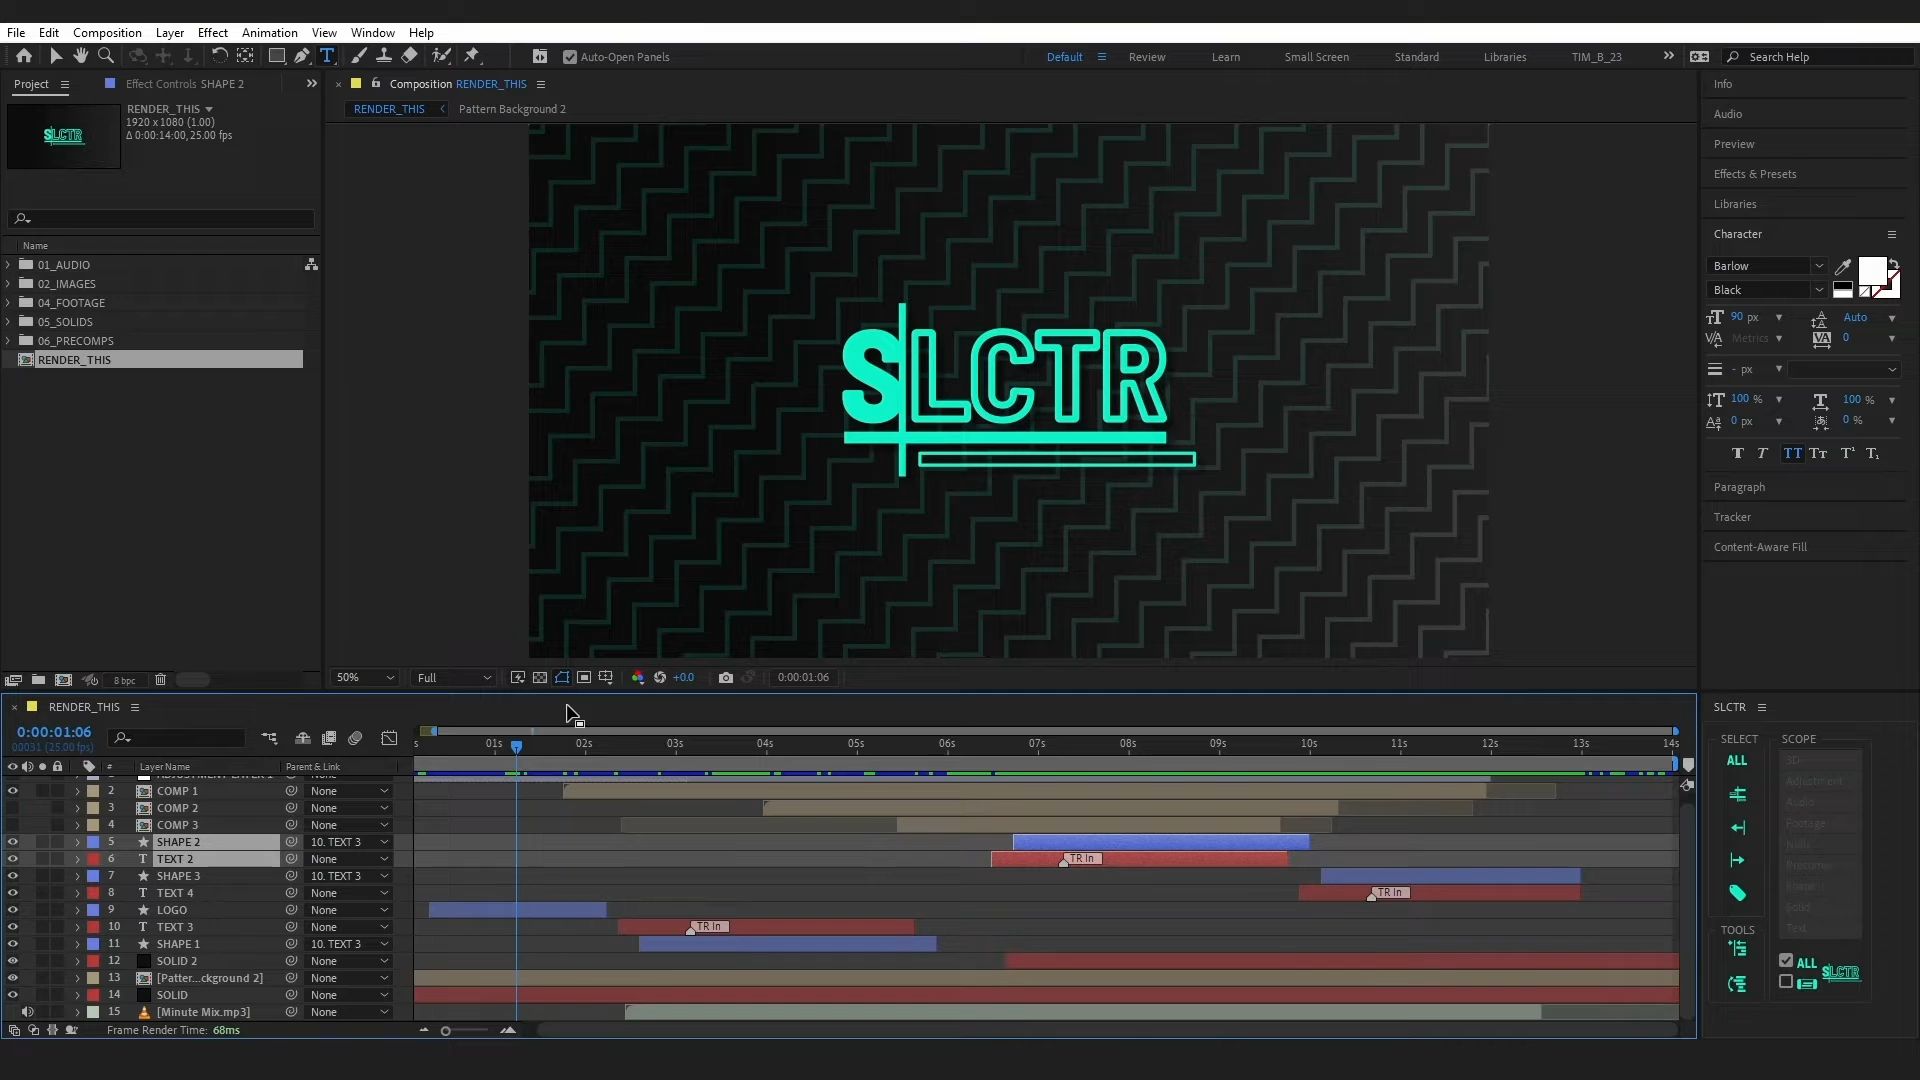 File Edit Composition Layer Effect Animation View Window Help
Auto-Open Panels Default Review Learn Small Screen Standard Libraries TIM_B_23 Search Help
Project Effect Controls SHAPE 2
RENDER_THIS
1920 x 1080 (1.00)
Δ 0:00:14:00, 25.00 fps
Name
01_AUDIO
02_IMAGES
04_FOOTAGE
05_SOLIDS
06_PRECOMPS
RENDER_THIS
8 bpc
Composition RENDER_THIS
RENDER_THIS Pattern Background 2
SLCTR
50% Full +0.0 0:00:01:06
Info
Audio
Preview
Effects & Presets
Libraries
Character
Barlow
Black
90 px Auto
Metrics 0
- px
100 % 100 %
0 px 0 %
Paragraph
Tracker
Content-Aware Fill
RENDER_THIS
0:00:01:06
00031 (25.00 fps)
s 01s 02s 03s 04s 05s 06s 07s 08s 09s 10s 11s 12s 13s 14s
# Layer Name Parent & Link
2 COMP 1 None
3 COMP 2 None
4 COMP 3 None
5 SHAPE 2 10. TEXT 3
6 TEXT 2 None TR In
7 SHAPE 3 10. TEXT 3
8 TEXT 4 None TR In
9 LOGO None
10 TEXT 3 None TR In
11 SHAPE 1 10. TEXT 3
12 SOLID 2 None
13 [Patter...ckground 2] None
14 SOLID None
15 [Minute Mix.mp3] None
Frame Render Time: 68ms
SLCTR
SELECT SCOPE
ALL
3D
Adjustment
Audio
Footage
Nulls
Precomp
Shape
Solid
Text
TOOLS
ALL
SLCTR